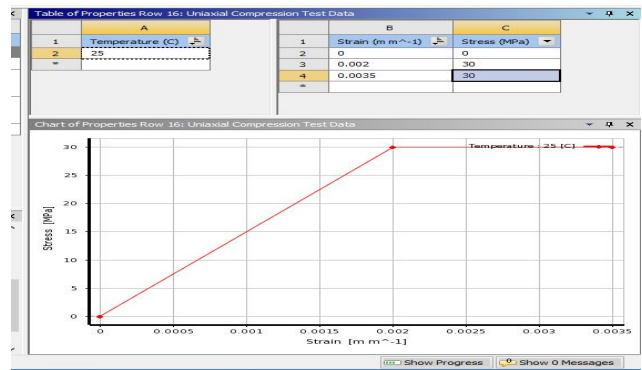 Table of Properties Row 16: Uniaxial Compression Test Data
A
1 Temperature (C)
2 25
*
B C
1 Strain (m m^-1) Stress (MPa)
2 0 0
3 0.002 30
4 0.0035 30
*
Chart of Properties Row 16: Uniaxial Compression Test Data
Temperature : 25 [C]
Stress [MPa]
30
25
20
15
10
5
0
0 0.0005 0.001 0.0015 0.002 0.0025 0.003 0.0035
Strain [m m^-1]
Show Progress Show 0 Messages